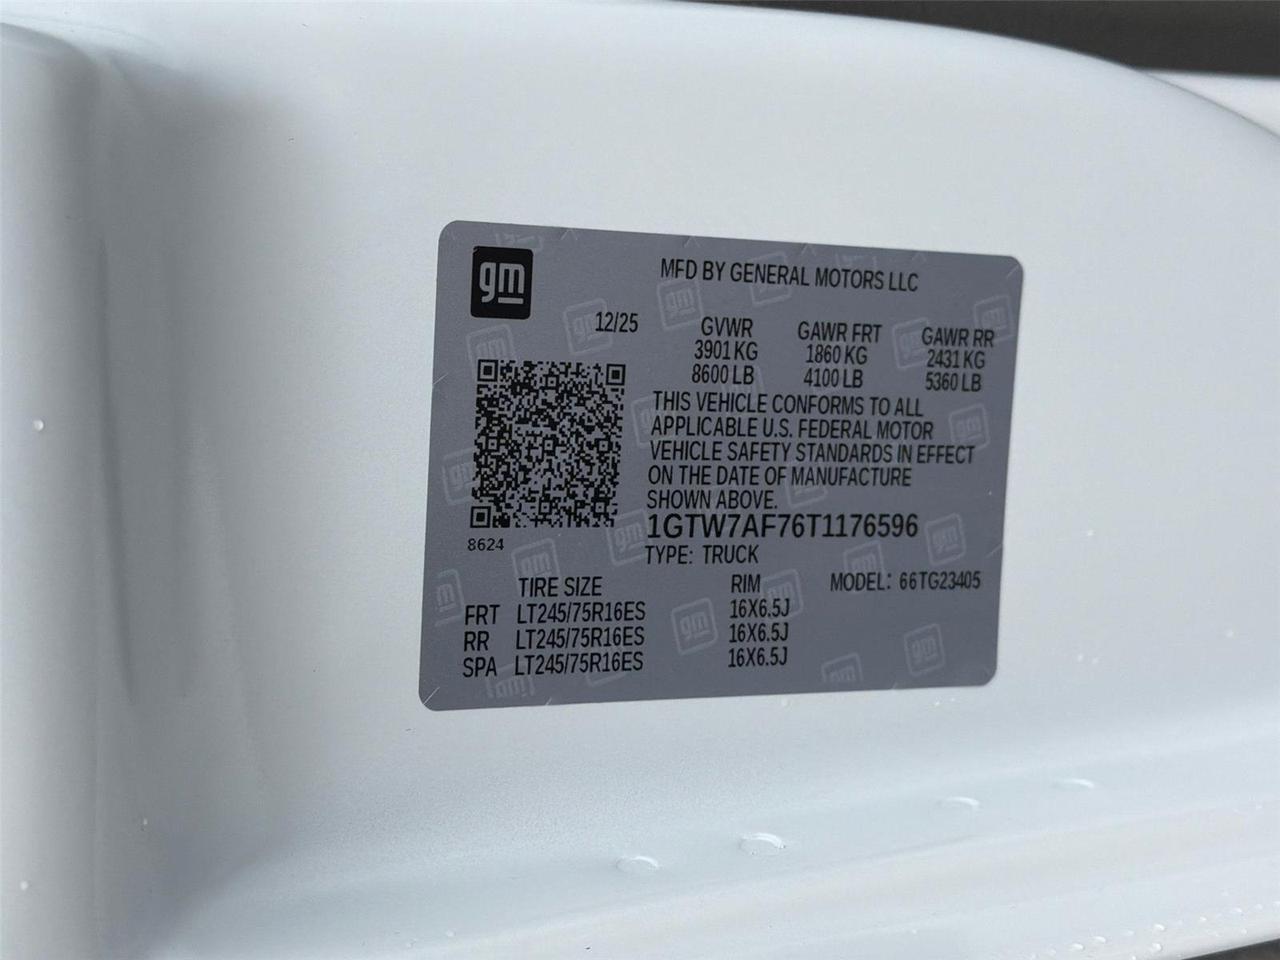 gm
MFD BY GENERAL MOTORS LLC
12/25
GVWR GAWR FRT GAWR RR
3901 KG 1860 KG 2431 KG
8600 LB 4100 LB 5360 LB
THIS VEHICLE CONFORMS TO ALL
APPLICABLE U.S. FEDERAL MOTOR
VEHICLE SAFETY STANDARDS IN EFFECT
ON THE DATE OF MANUFACTURE
SHOWN ABOVE.
1GTW7AF76T1176596
8624
TYPE: TRUCK
TIRE SIZE RIM MODEL: 66TG23405
FRT LT245/75R16ES 16X6.5J
RR LT245/75R16ES 16X6.5J
SPA LT245/75R16ES 16X6.5J